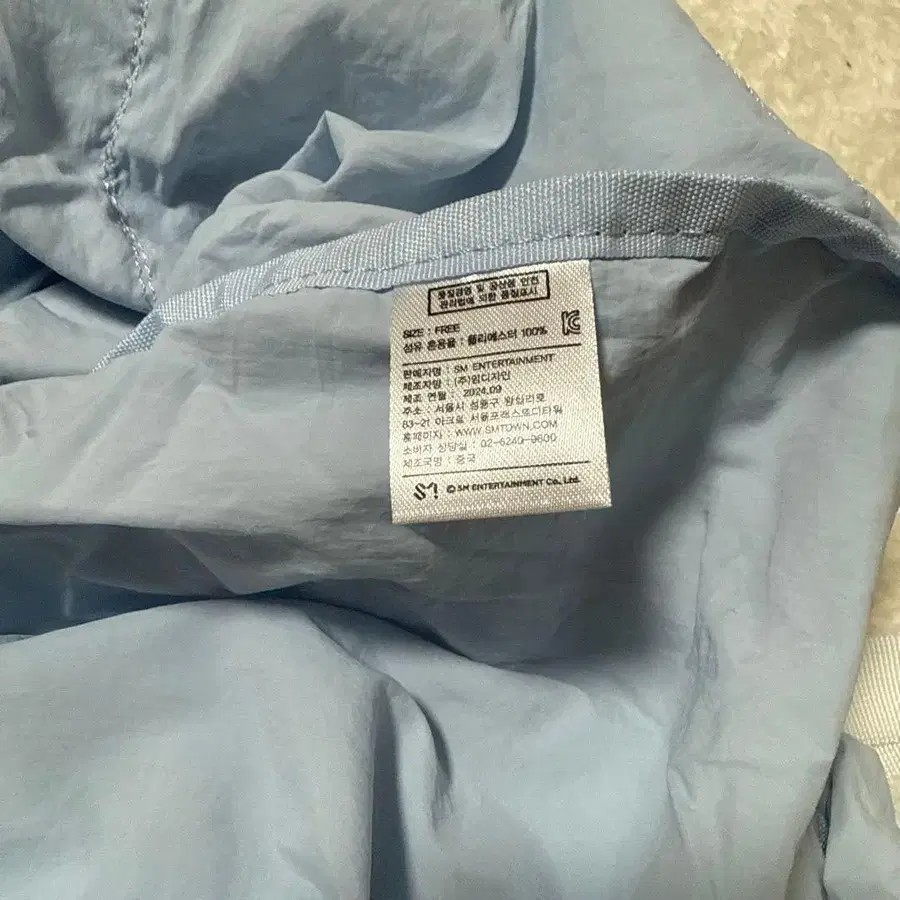 품질경영 및 공산품 안전
관리법에 의한 품질표시
SIZE : FREE
섬유 혼용률 : 폴리에스터 100%
판매자명 : SM ENTERTAINMENT
제조자명 : (주)임디자인
제조 연월 : 2024.09
주소 : 서울시 성동구 왕십리로
83-21 아크로 서울포레스트디타워
홈페이지 : WWW.SMTOWN.COM
소비자 상담실 : 02-6240-9800
제조국명 : 중국
SM
© SM ENTERTAINMENT Co., Ltd.